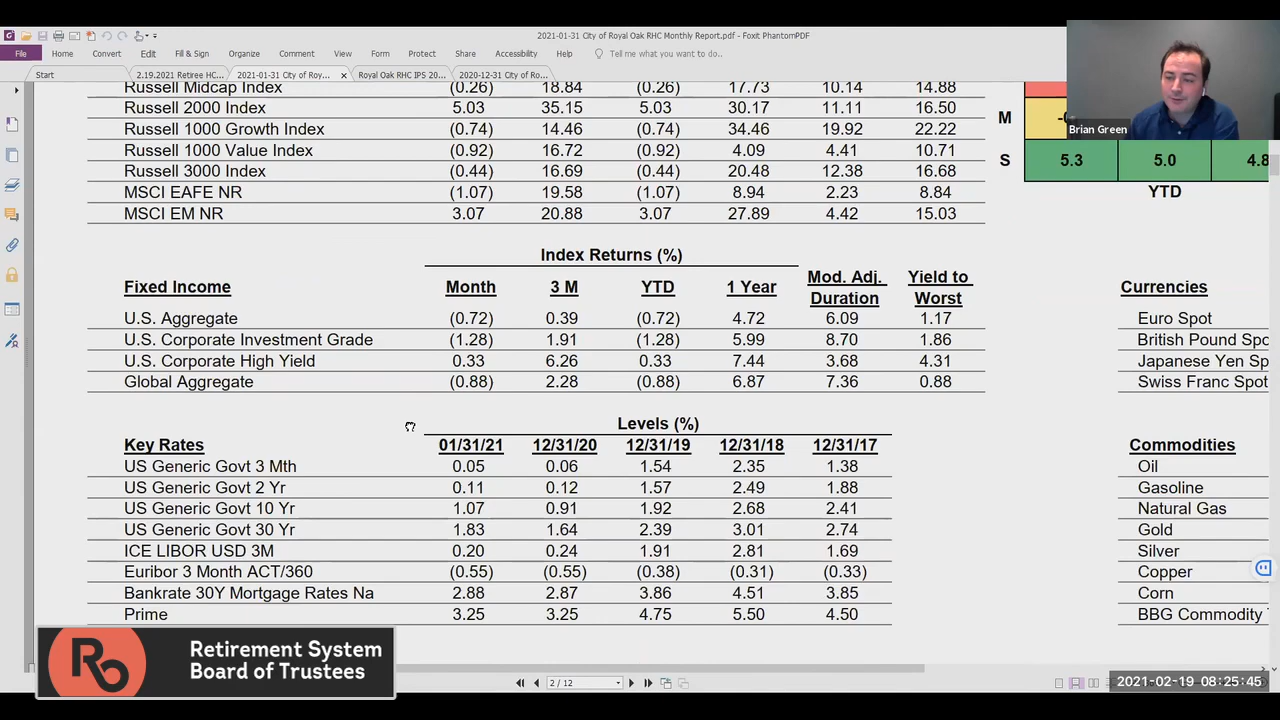 2021-01-31 City of Royal Oak RHC Monthly Report.pdf - Foxit PhantomPDF
File Home Convert Edit Fill & Sign Organize Comment View Form Protect Share Accessibility Help Tell me what you want to do..
Start 2.19.2021 Retiree HC... 2021-01-31 City of Roy... Royal Oak RHC IPS 20... 2020-12-31 City of Ro...
Russell Midcap Index (0.26) 18.84 (0.26) 17.73 10.14 14.88
Russell 2000 Index 5.03 35.15 5.03 30.17 11.11 16.50 M
Brian Green
Russell 1000 Growth Index (0.74) 14.46 (0.74) 34.46 19.92 22.22
Russell 1000 Value Index (0.92) 16.72 (0.92) 4.09 4.41 10.71 S 5.3 5.0 4.8
Russell 3000 Index (0.44) 16.69 (0.44) 20.48 12.38 16.68
MSCI EAFE NR (1.07) 19.58 (1.07) 8.94 2.23 8.84 YTD
MSCI EM NR 3.07 20.88 3.07 27.89 4.42 15.03
Index Returns (%)
Fixed Income Month 3 M YTD 1 Year Mod. Adj. Duration Yield to Worst Currencies
U.S. Aggregate (0.72) 0.39 (0.72) 4.72 6.09 1.17 Euro Spot
U.S. Corporate Investment Grade (1.28) 1.91 (1.28) 5.99 8.70 1.86 British Pound Spo
U.S. Corporate High Yield 0.33 6.26 0.33 7.44 3.68 4.31 Japanese Yen Sp
Global Aggregate (0.88) 2.28 (0.88) 6.87 7.36 0.88 Swiss Franc Spot
Levels (%)
Key Rates 01/31/21 12/31/20 12/31/19 12/31/18 12/31/17 Commodities
US Generic Govt 3 Mth 0.05 0.06 1.54 2.35 1.38 Oil
US Generic Govt 2 Yr 0.11 0.12 1.57 2.49 1.88 Gasoline
US Generic Govt 10 Yr 1.07 0.91 1.92 2.68 2.41 Natural Gas
US Generic Govt 30 Yr 1.83 1.64 2.39 3.01 2.74 Gold
ICE LIBOR USD 3M 0.20 0.24 1.91 2.81 1.69 Silver
Euribor 3 Month ACT/360 (0.55) (0.55) (0.38) (0.31) (0.33) Copper
Bankrate 30Y Mortgage Rates Na 2.88 2.87 3.86 4.51 3.85 Corn
Prime 3.25 3.25 4.75 5.50 4.50 BBG Commodity T
Ro
Retirement System
Board of Trustees
2 / 12
2021-02-19 08:25:45